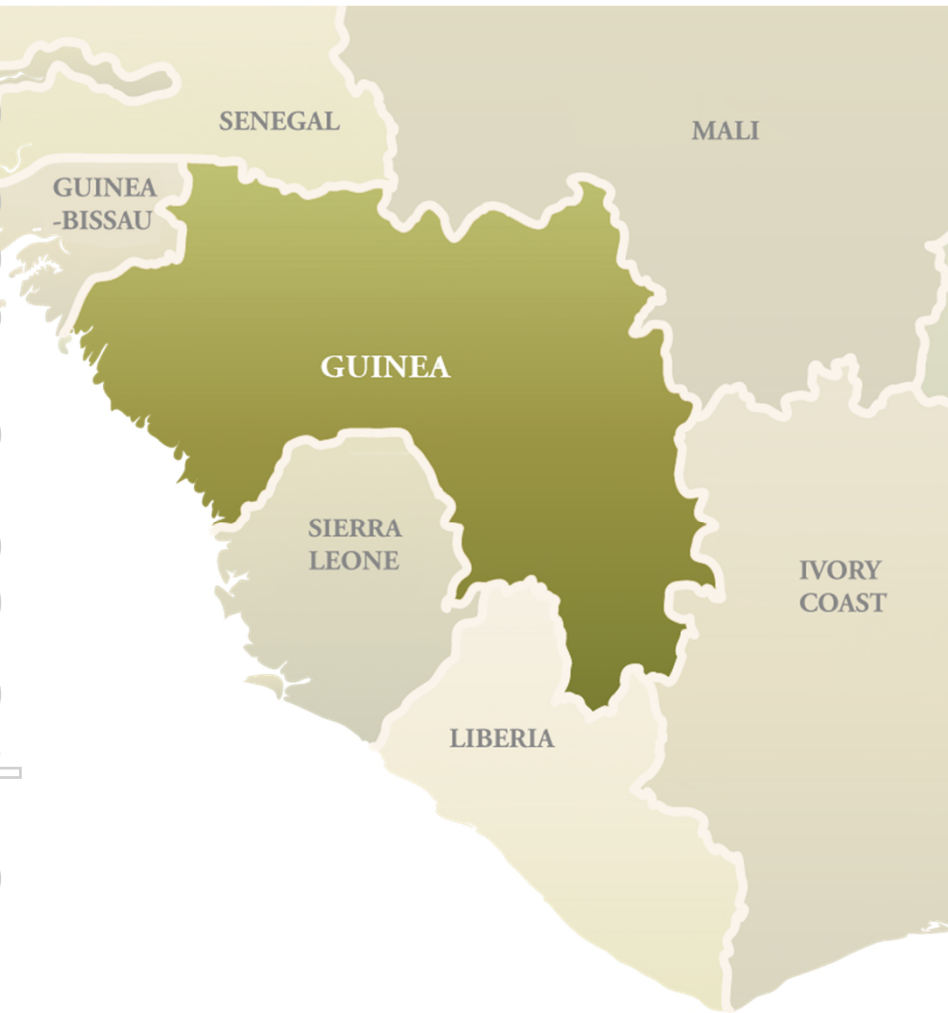 SENEGAL
MALI
GUINEA
-BISSAU
GUINEA
SIERRA
LEONE
IVORY
COAST
LIBERIA